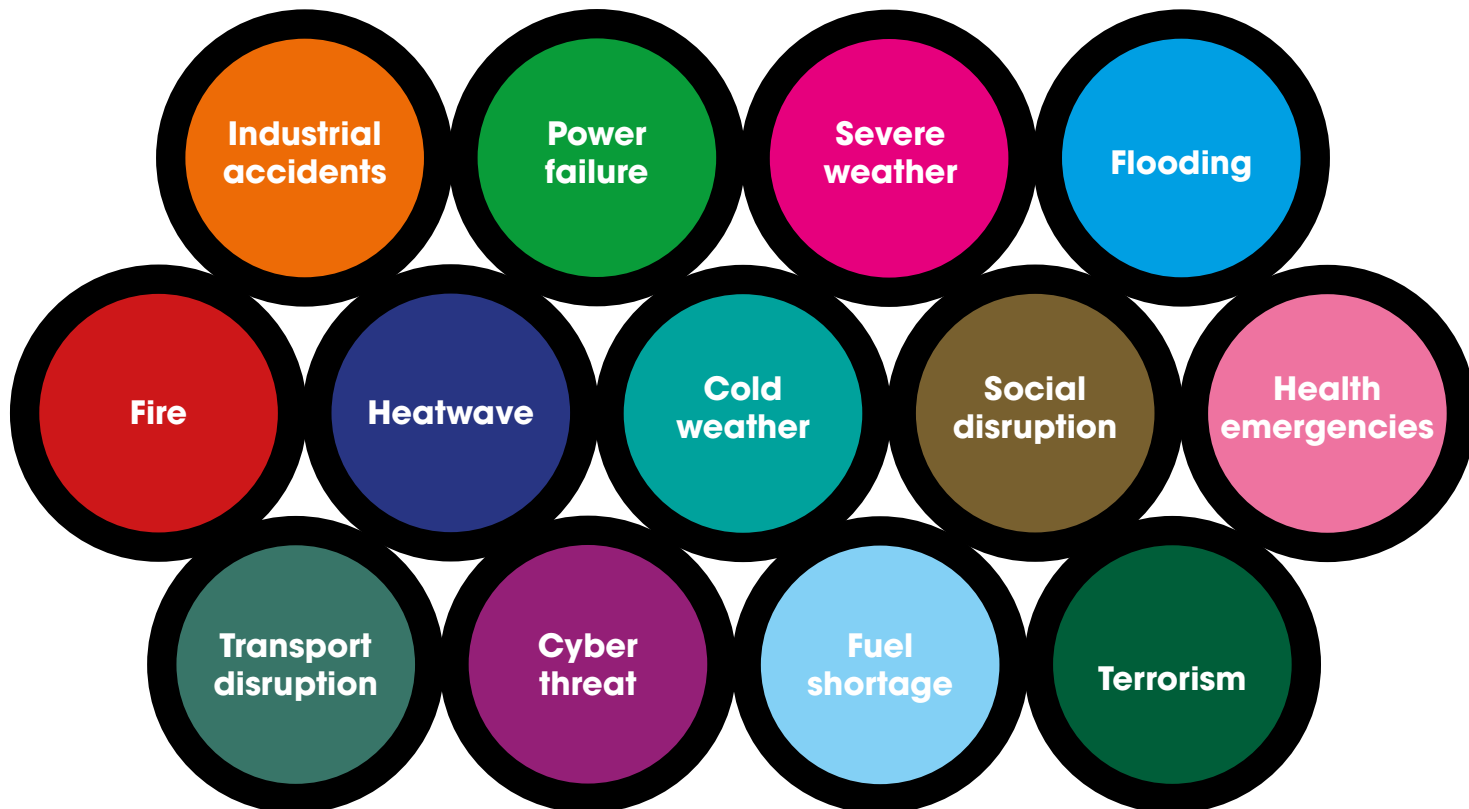 Industrial
accidents
Power
failure
Severe
weather
Flooding
Fire
Heatwave
Cold
weather
Social
disruption
Health
emergencies
Transport
disruption
Cyber
threat
Fuel
shortage
Terrorism